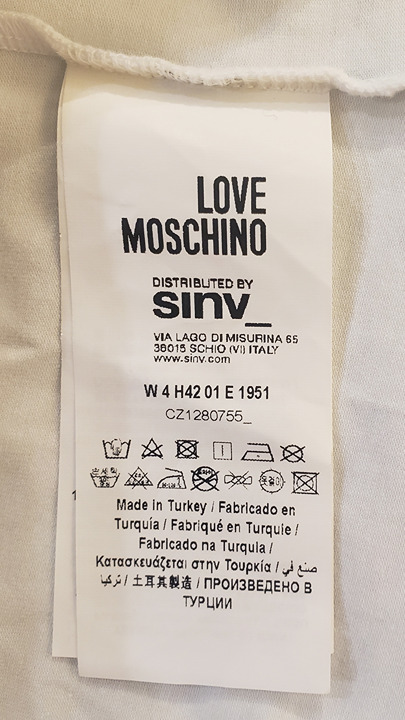 LOVE
MOSCHINO
DISTRIBUTED BY
sinv_
VIA LAGO DI MISURINA 65
36015 SCHIO (VI) ITALY
www.sinv.com
W 4 H42 01 E 1951
CZ1280755_
Made in Turkey / Fabricado en
Turquía / Fabriqué en Turquie /
Fabricado na Turquia /
Κατασκευάζεται στην Τουρκία / صنع في
تركيا / 土耳其製造 / ПРОИЗВЕДЕНО В
ТУРЦИИ